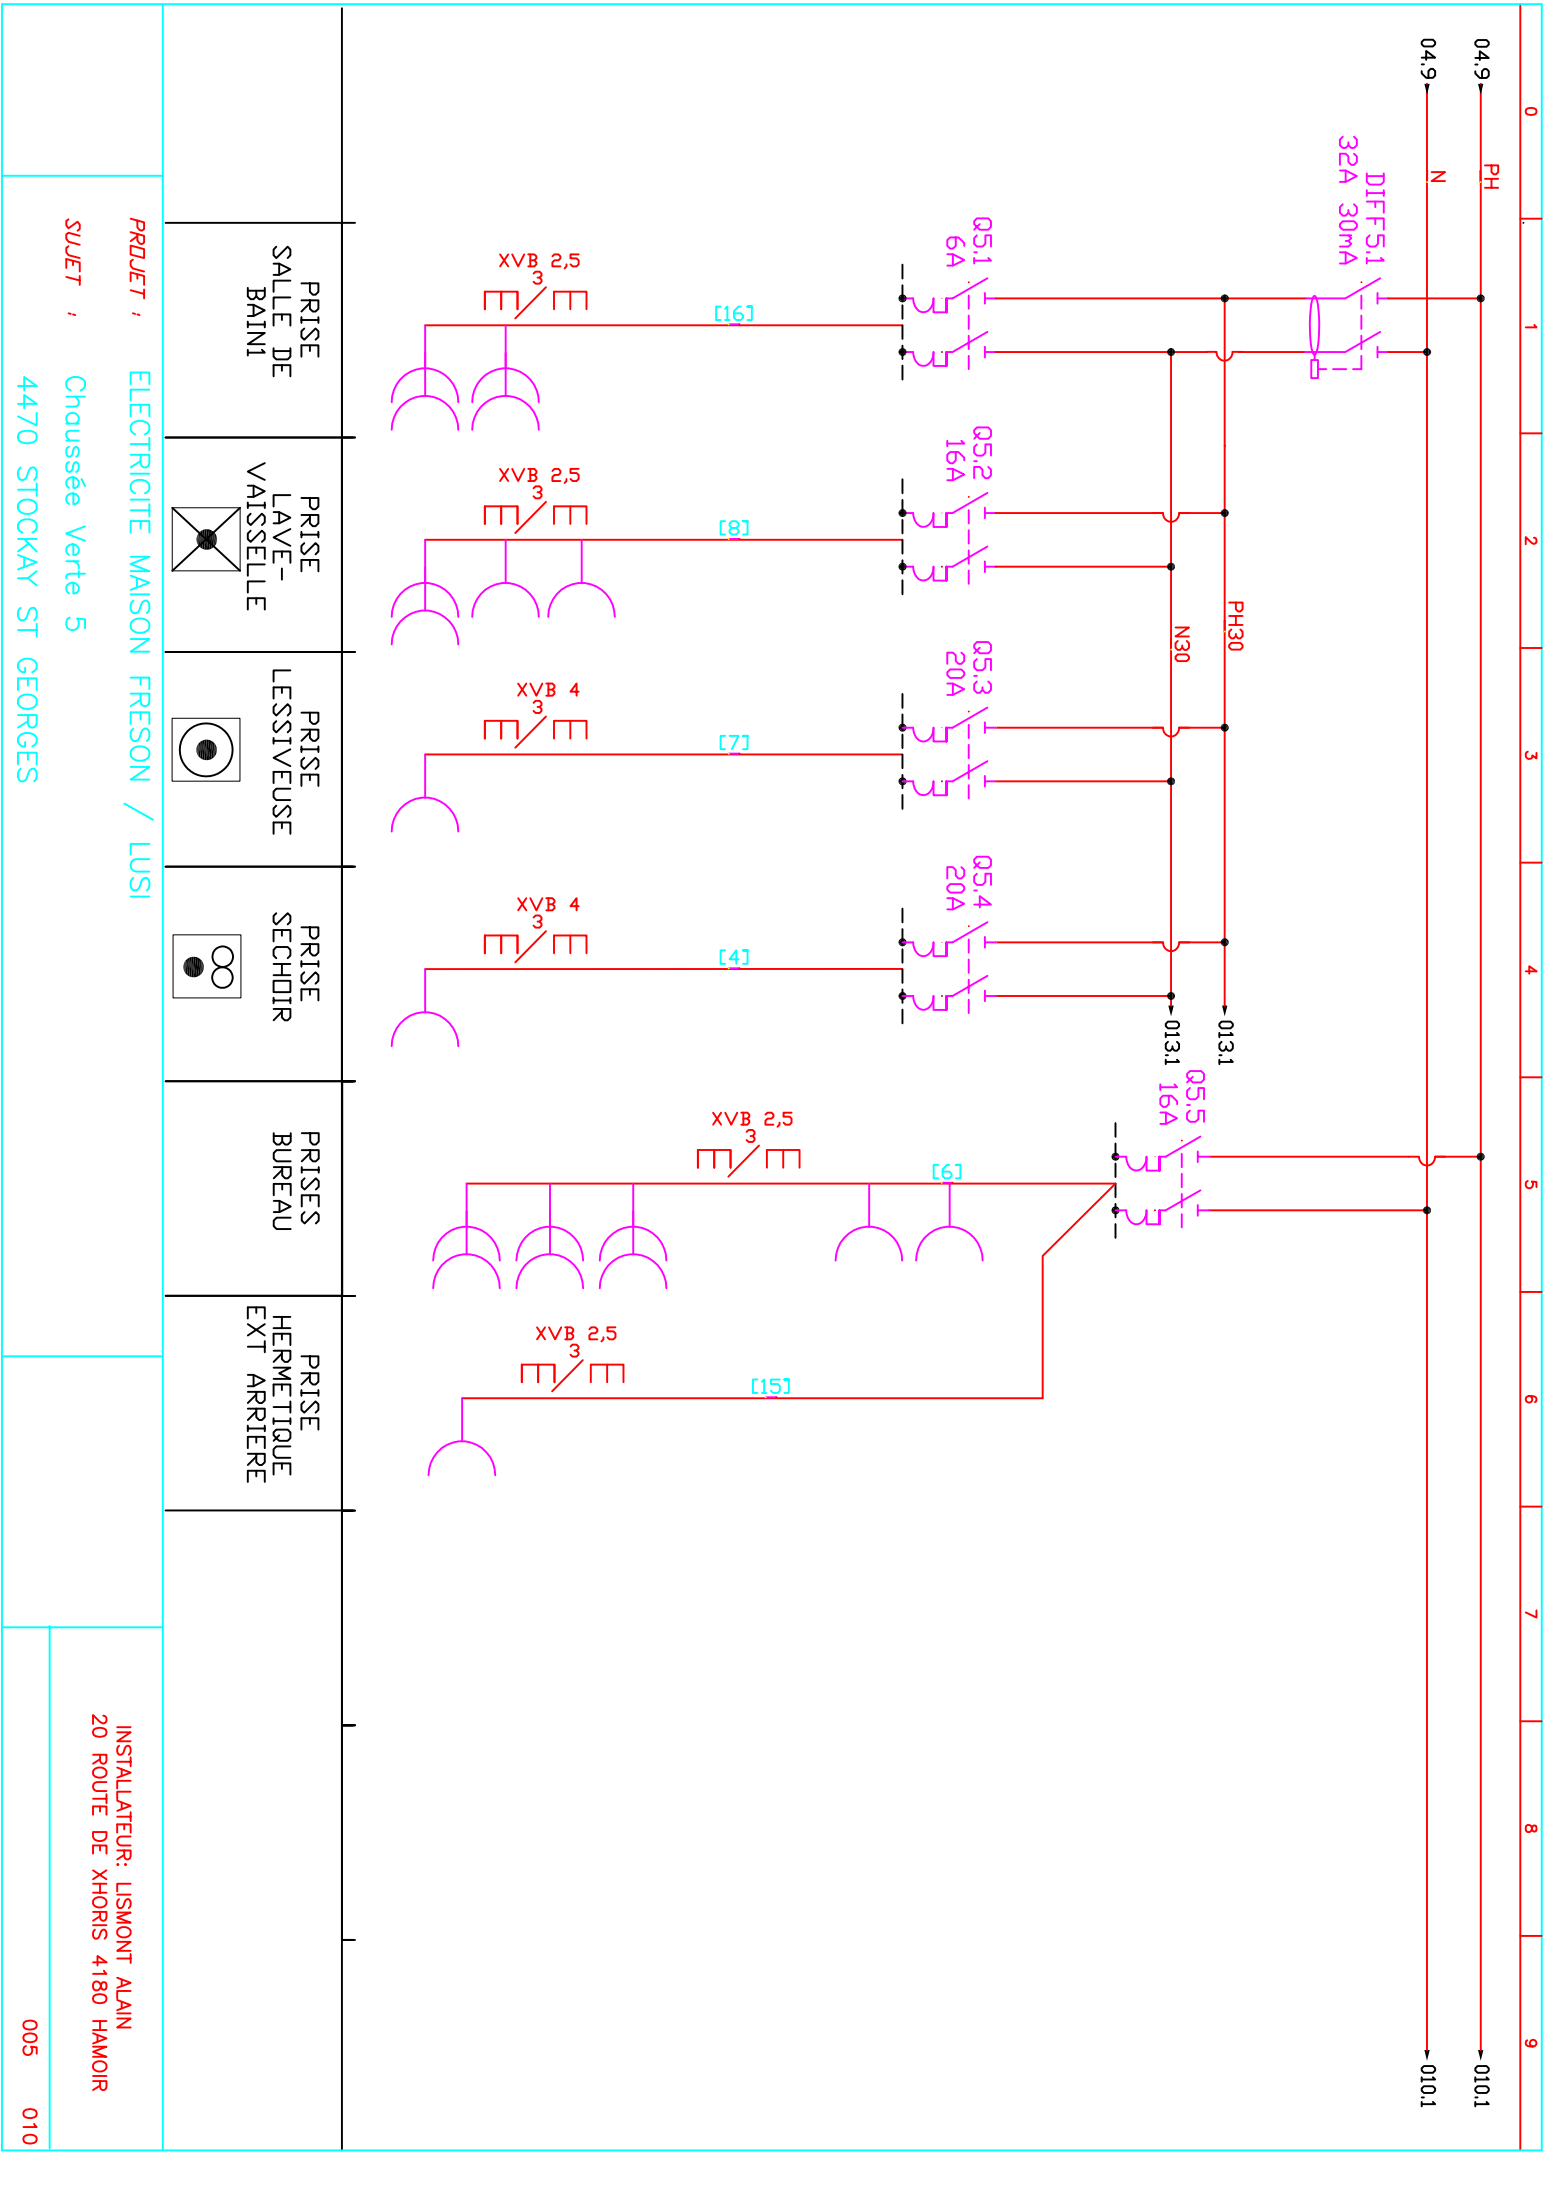 0 1 2 3 4 5 6 7 8 9
04.9 PH 010.1
04.9 N 010.1
DIFF5.1
32A 30mA
PH30 013.1
N30 013.1
Q5.5
16A
Q5.1
6A
Q5.2
16A
Q5.3
20A
Q5.4
20A
[16]
[8]
[7]
[4]
[6]
[15]
XVB 2,5
3
XVB 2,5
3
XVB 4
3
XVB 4
3
XVB 2,5
3
XVB 2,5
3
PRISE
SALLE DE
BAIN1
PRISE
LAVE-
VAISSELLE
PRISE
LESSIVEUSE
PRISE
SECHOIR
PRISES
BUREAU
PRISE
HERMETIQUE
EXT ARRIERE
PROJET : ELECTRICITE MAISON FRESON / LUSI
SUJET : Chaussée Verte 5
4470 STOCKAY ST GEORGES
INSTALLATEUR: LISMONT ALAIN
20 ROUTE DE XHORIS 4180 HAMOIR
005 010